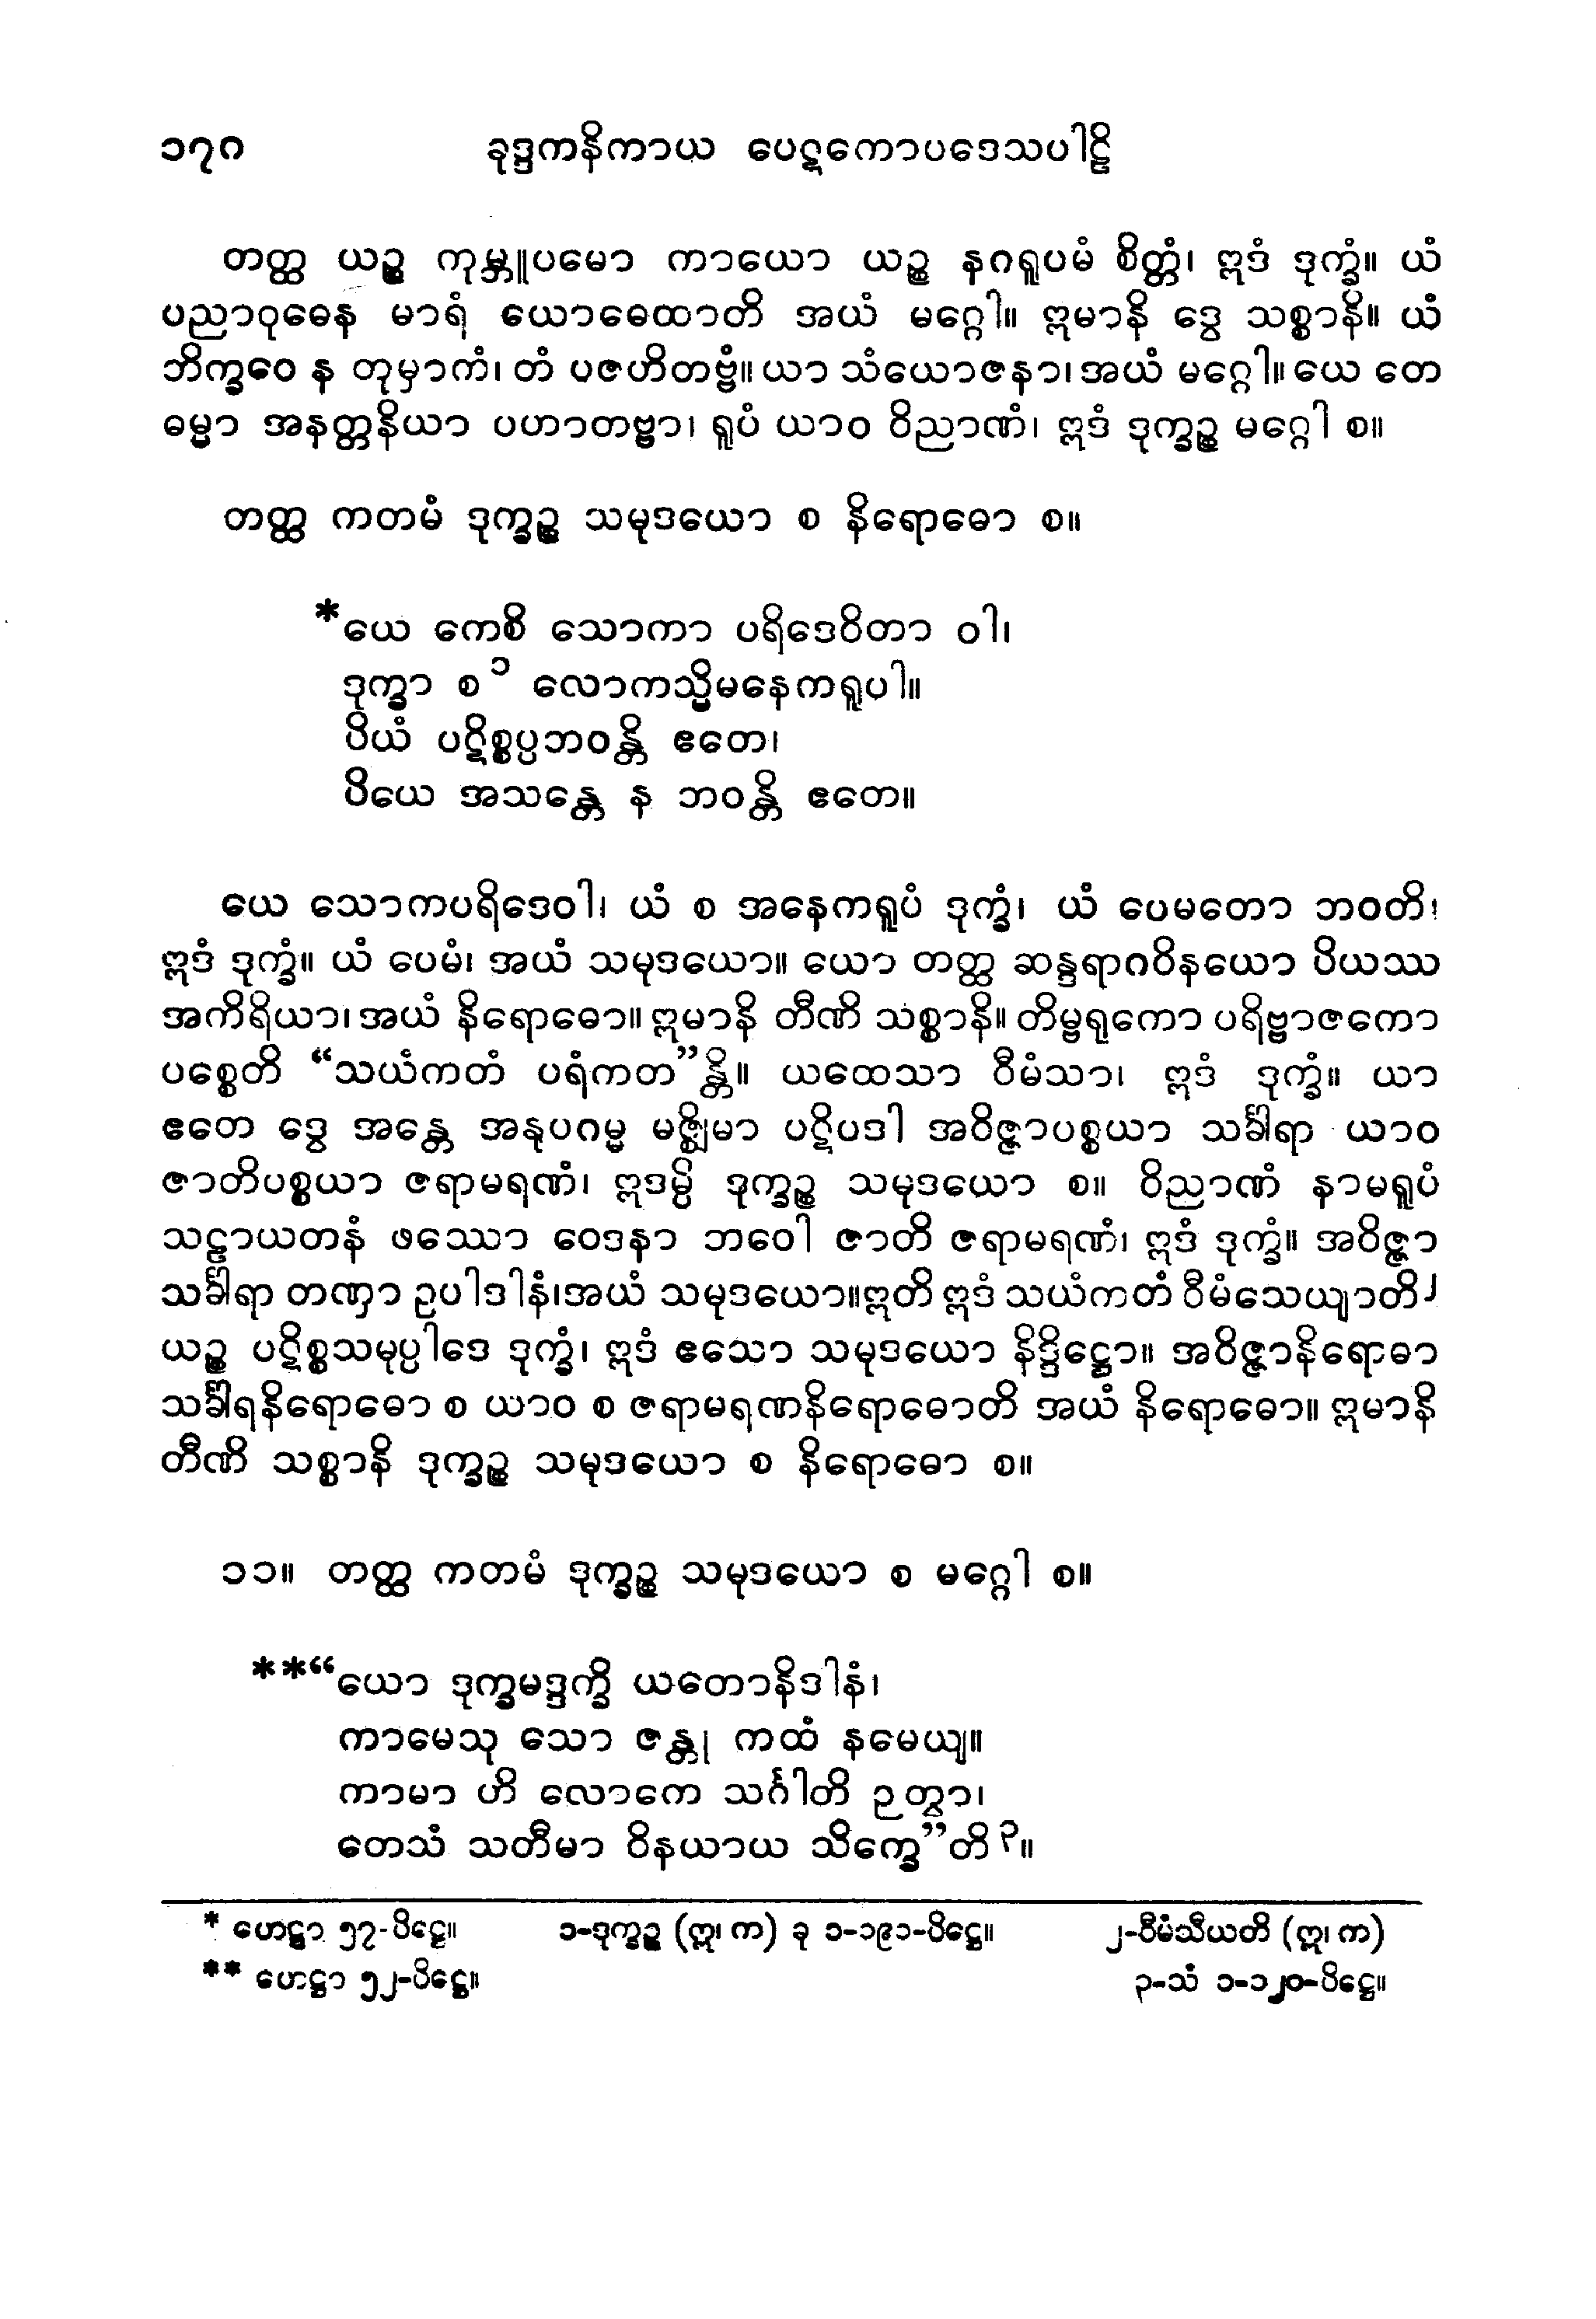 ၁၇၈ ခုဒ္ဒကနိကာယ ပေဋကောပဒေသပါဠိ
တတ္ထ ယဉ္စ ကုမ္ဘူပမော ကာယော ယဉ္စ နဂရူပမံ စိတ္တံ၊ ဣဒံ ဒုက္ခံ။ ယံ
ပညာဝုဓေန မာရံ ယောဓေထာတိ အယံ မဂ္ဂေါ။ ဣမာနိ ဒွေ သစ္စာနိ။ ယံ
ဘိက္ခဝေ န တုမှာကံ၊ တံ ပဇဟိတဗ္ဗံ။ ယာ သံယောဇနာ၊ အယံ မဂ္ဂေါ။ ယေ တေ
ဓမ္မာ အနတ္တနိယာ ပဟာတဗ္ဗာ၊ ရူပံ ယာဝ ဝိညာဏံ၊ ဣဒံ ဒုက္ခဉ္စ မဂ္ဂေါ စ။
တတ္ထ ကတမံ ဒုက္ခဉ္စ သမုဒယော စ နိရောဓော စ။
*ယေ ကေစိ သောကာ ပရိဒေဝိတာ ဝါ၊
ဒုက္ခာ စ ၁ လောကသ္မိမနေကရူပါ။
ပိယံ ပဋိစ္စပ္ပဘဝန္တိ ဧတေ၊
ပိယေ အသန္တေ န ဘဝန္တိ ဧတေ။
ယေ သောကပရိဒေဝါ၊ ယံ စ အနေကရူပံ ဒုက္ခံ၊ ယံ ပေမတော ဘဝတိ၊
ဣဒံ ဒုက္ခံ။ ယံ ပေမံ၊ အယံ သမုဒယော။ ယော တတ္ထ ဆန္ဒရာဂဝိနယော ပိယဿ
အကိရိယာ၊ အယံ နိရောဓော။ ဣမာနိ တီဏိ သစ္စာနိ။ တိမ္ဗရုကော ပရိဗ္ဗာဇကော
ပစ္စေတိ “သယံကတံ ပရံကတ”န္တိ။ ယထေသာ ဝီမံသာ၊ ဣဒံ ဒုက္ခံ။ ယာ
ဧတေ ဒွေ အန္တေ အနုပဂမ္မ မဇ္ဈိမာ ပဋိပဒါ အဝိဇ္ဇာပစ္စယာ သင်္ခါရာ ယာဝ
ဇာတိပစ္စယာ ဇရာမရဏံ၊ ဣဒမ္ပိ ဒုက္ခဉ္စ သမုဒယော စ။ ဝိညာဏံ နာမရူပံ
သဠာယတနံ ဖဿော ဝေဒနာ ဘဝေါ ဇာတိ ဇရာမရဏံ၊ ဣဒံ ဒုက္ခံ။ အဝိဇ္ဇာ
သင်္ခါရာ တဏှာ ဥပါဒါနံ၊အယံ သမုဒယော။ဣတိ ဣဒံ သယံကတံ ဝီမံသေယျာတိ၂
ယဉ္စ ပဋိစ္စသမုပ္ပါဒေ ဒုက္ခံ၊ ဣဒံ ဧသော သမုဒယော နိဒ္ဒိဋ္ဌော။ အဝိဇ္ဇာနိရောဓာ
သင်္ခါရနိရောဓော စ ယာဝ စ ဇရာမရဏနိရောဓောတိ အယံ နိရောဓော။ ဣမာနိ
တီဏိ သစ္စာနိ ဒုက္ခဉ္စ သမုဒယော စ နိရောဓော စ။
၁၁။ တတ္ထ ကတမံ ဒုက္ခဉ္စ သမုဒယော စ မဂ္ဂေါ စ။
**“ယော ဒုက္ခမဒ္ဒက္ခိ ယတောနိဒါနံ၊
ကာမေသု သော ဇန္တု ကထံ နမေယျ။
ကာမာ ဟိ လောကေ သင်္ဂါတိ ဉတွာ၊
တေသံ သတီမာ ဝိနယာယ သိက္ခေ”တိ ၃။
* ဟေဋ္ဌာ ၅၇-ပိဋ္ဌေ။ ၁-ဒုက္ခဉ္စ (ဣ၊ က) ခု ၁-၁၉၁-ပိဋ္ဌေ။ ၂-ဝီမံသီယတိ (ဣ၊ က)
** ဟေဋ္ဌာ ၅၂-ပိဋ္ဌေ။ ၃-သံ ၁-၁၂၀-ပိဋ္ဌေ။